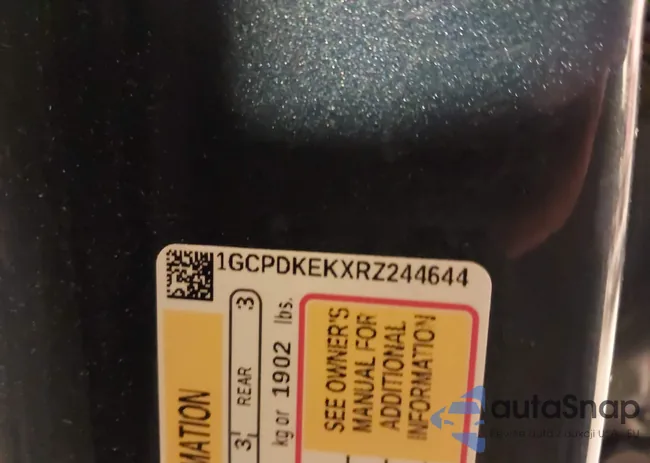 1GCPDKEKXRZ244644
MATION
3
REAR
3
kg or 1902 lbs.
SEE OWNER'S
MANUAL FOR
ADDITIONAL
INFORMATION
autaSnap